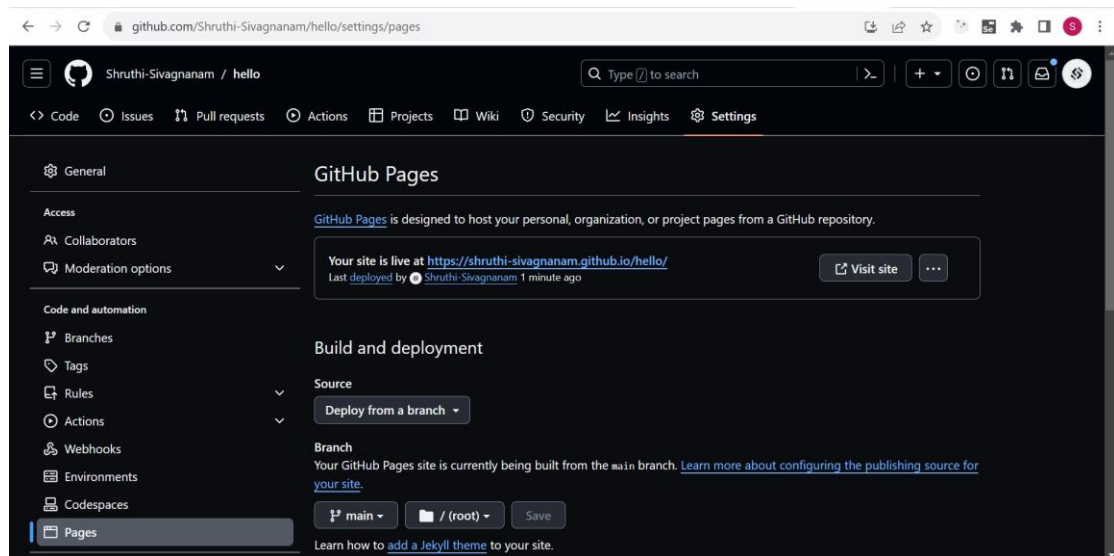 github.com/Shruthi-Sivagnanam/hello/settings/pages
Se
S
Shruthi-Sivagnanam / hello
Type / to search
Code Issues Pull requests Actions Projects Wiki Security Insights Settings
General
Access
Collaborators
Moderation options
Code and automation
Branches
Tags
Rules
Actions
Webhooks
Environments
Codespaces
Pages
GitHub Pages
GitHub Pages is designed to host your personal, organization, or project pages from a GitHub repository.
Your site is live at https://shruthi-sivagnanam.github.io/hello/
Last deployed by Shruthi-Sivagnanam 1 minute ago
Visit site
Build and deployment
Source
Deploy from a branch
Branch
Your GitHub Pages site is currently being built from the main branch. Learn more about configuring the publishing source for
your site.
main / (root) Save
Learn how to add a Jekyll theme to your site.